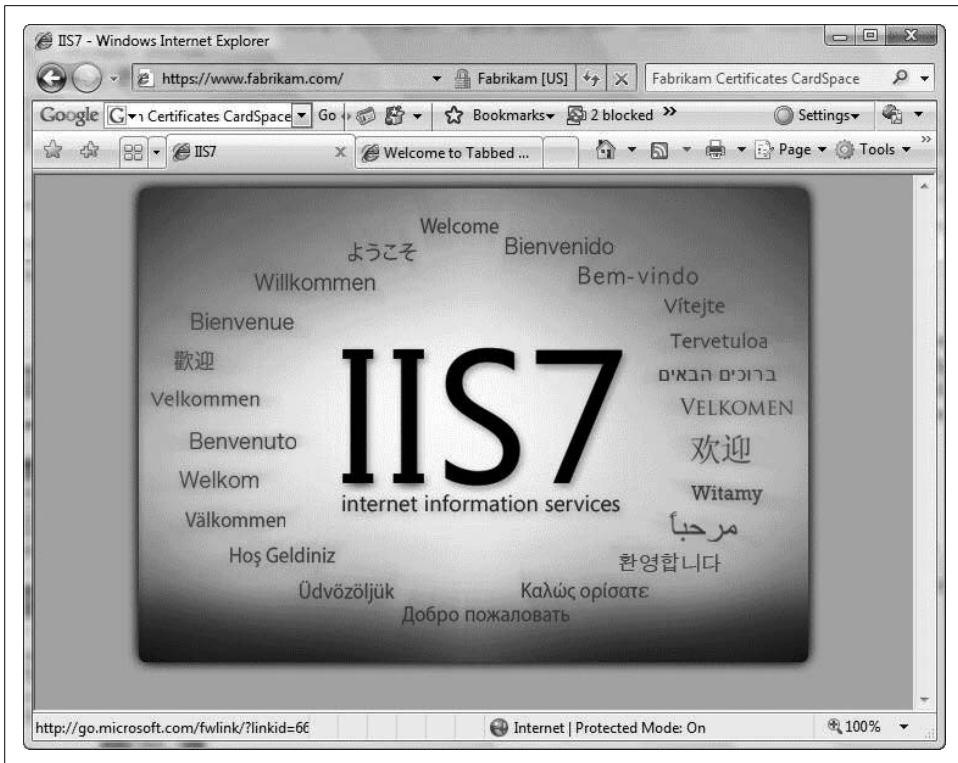 IIS7 - Windows Internet Explorer
https://www.fabrikam.com/ Fabrikam [US] Fabrikam Certificates CardSpace
Google G Certificates CardSpace Go Bookmarks 2 blocked » Settings
IIS7 Welcome to Tabbed ... Page Tools »
Welcome
ようこそ
Bienvenido
Willkommen
Bem-vindo
Vítejte
Bienvenue
Tervetuloa
歡迎
ברוכים הבאים
Velkommen
VELKOMEN
Benvenuto
欢迎
IIS7
Welkom
Witamy
internet information services
Välkommen
مرحباً
Hoş Geldiniz
환영합니다
Üdvözöljük
Καλώς ορίσατε
Добро пожаловать
http://go.microsoft.com/fwlink/?linkid=66 Internet | Protected Mode: On 100%